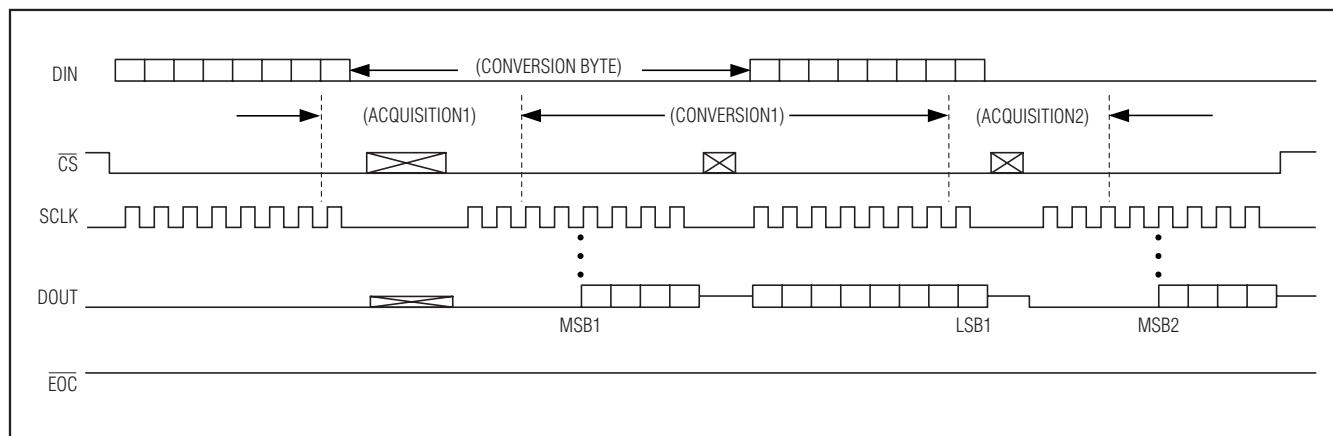 DIN
(CONVERSION BYTE)
(ACQUISITION1)
(CONVERSION1)
(ACQUISITION2)
CS
SCLK
DOUT
MSB1
LSB1
MSB2
EOC